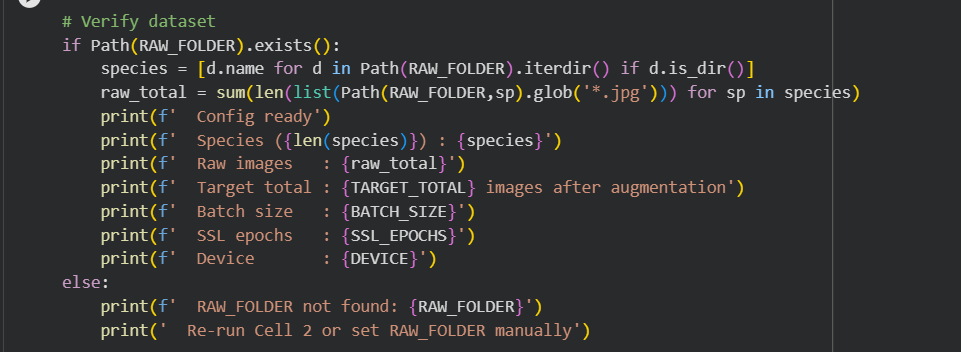 # Verify dataset
if Path(RAW_FOLDER).exists():
    species = [d.name for d in Path(RAW_FOLDER).iterdir() if d.is_dir()]
    raw_total = sum(len(list(Path(RAW_FOLDER,sp).glob('*.jpg'))) for sp in species)
    print(f'  Config ready')
    print(f'  Species ({len(species)}) : {species}')
    print(f'  Raw images   : {raw_total}')
    print(f'  Target total : {TARGET_TOTAL} images after augmentation')
    print(f'  Batch size   : {BATCH_SIZE}')
    print(f'  SSL epochs   : {SSL_EPOCHS}')
    print(f'  Device       : {DEVICE}')
else:
    print(f'  RAW_FOLDER not found: {RAW_FOLDER}')
    print('  Re-run Cell 2 or set RAW_FOLDER manually')